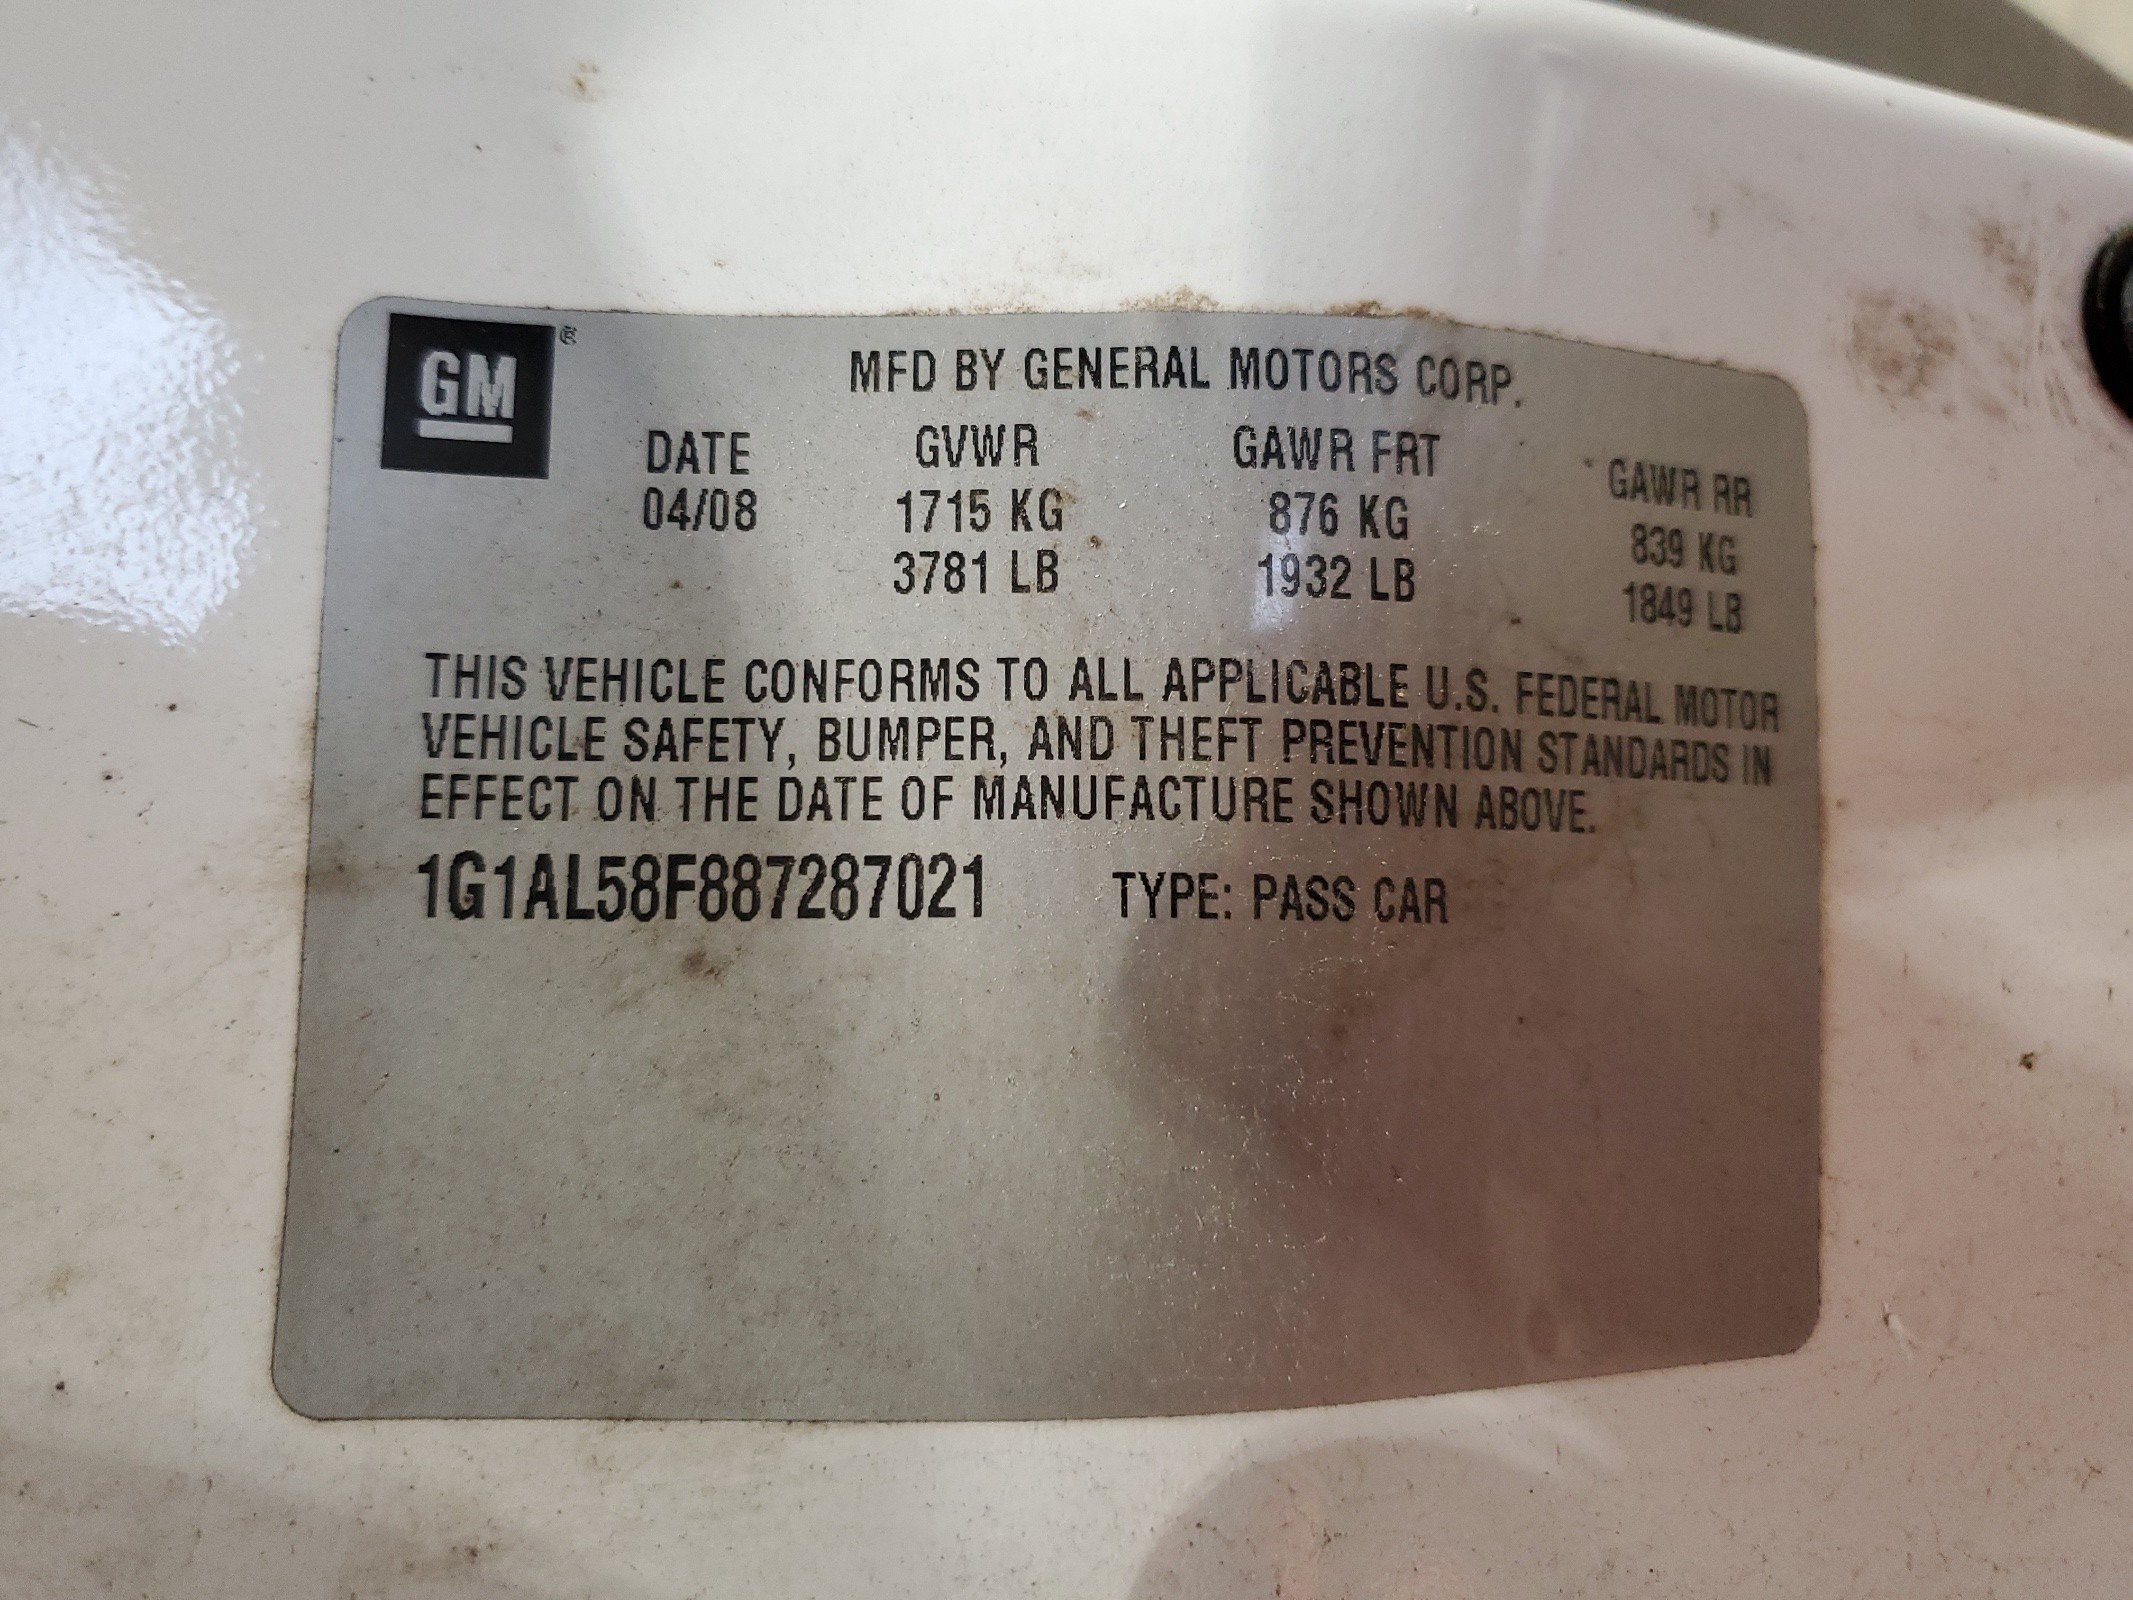 GM ®
MFD BY GENERAL MOTORS CORP.
DATE GVWR GAWR FRT GAWR RR
04/08 1715 KG 876 KG 839 KG
3781 LB 1932 LB 1849 LB
THIS VEHICLE CONFORMS TO ALL APPLICABLE U.S. FEDERAL MOTOR
VEHICLE SAFETY, BUMPER, AND THEFT PREVENTION STANDARDS IN
EFFECT ON THE DATE OF MANUFACTURE SHOWN ABOVE.
1G1AL58F887287021 TYPE: PASS CAR